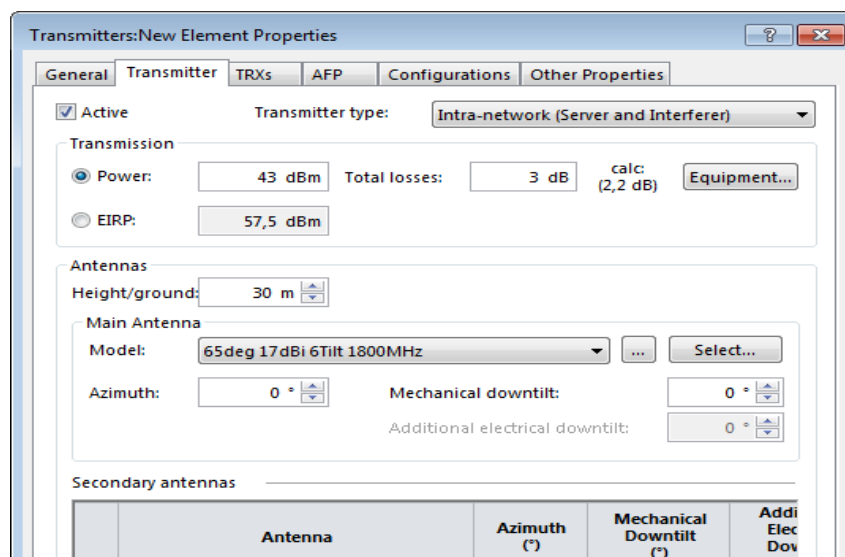 Transmitters:New Element Properties
General Transmitter TRXs AFP Configurations Other Properties
Active Transmitter type: Intra-network (Server and Interferer)
Transmission
Power: 43 dBm Total losses: 3 dB calc: (2,2 dB) Equipment...
EIRP: 57,5 dBm
Antennas
Height/ground: 30 m
Main Antenna
Model: 65deg 17dBi 6Tilt 1800MHz ... Select...
Azimuth: 0 ° Mechanical downtilt: 0 °
Additional electrical downtilt: 0 °
Secondary antennas
Antenna Azimuth (°) Mechanical Downtilt (°)